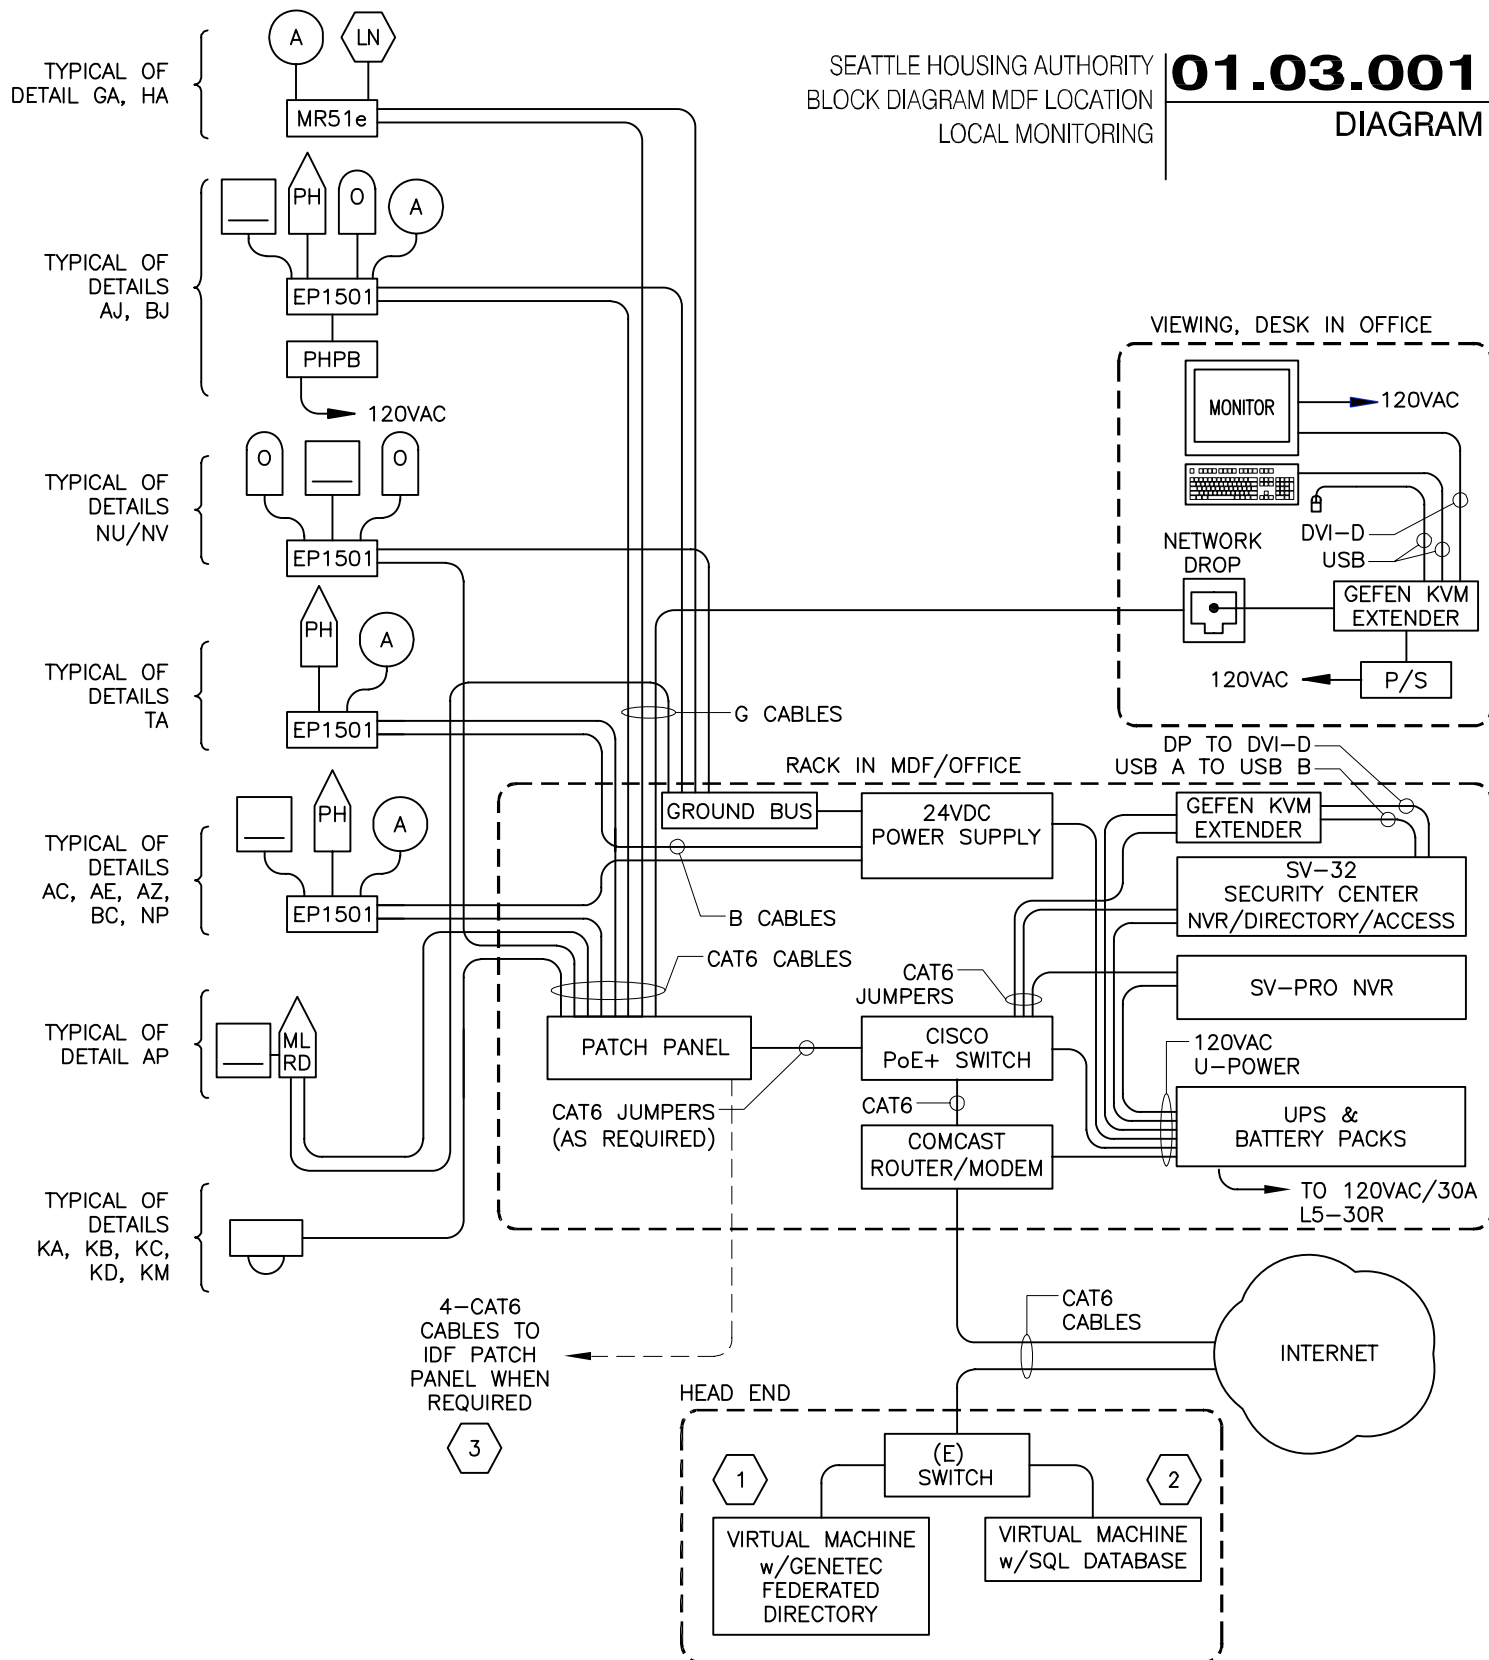 SEATTLE HOUSING AUTHORITY
BLOCK DIAGRAM MDF LOCATION
LOCAL MONITORING
01.03.001
DIAGRAM
TYPICAL OF
DETAIL GA, HA
A
LN
MR51e
TYPICAL OF
DETAILS
AJ, BJ
PH
O
A
EP1501
PHPB
120VAC
TYPICAL OF
DETAILS
NU/NV
O
O
EP1501
TYPICAL OF
DETAILS
TA
PH
A
EP1501
TYPICAL OF
DETAILS
AC, AE, AZ,
BC, NP
PH
A
EP1501
TYPICAL OF
DETAIL AP
ML
RD
TYPICAL OF
DETAILS
KA, KB, KC,
KD, KM
VIEWING, DESK IN OFFICE
MONITOR
120VAC
DVI-D
USB
NETWORK
DROP
GEFEN KVM
EXTENDER
120VAC
P/S
G CABLES
RACK IN MDF/OFFICE
DP TO DVI-D
USB A TO USB B
GROUND BUS
24VDC
POWER SUPPLY
GEFEN KVM
EXTENDER
SV-32
SECURITY CENTER
NVR/DIRECTORY/ACCESS
B CABLES
CAT6 CABLES
CAT6
JUMPERS
SV-PRO NVR
PATCH PANEL
CISCO
PoE+ SWITCH
120VAC
U-POWER
CAT6 JUMPERS
(AS REQUIRED)
CAT6
COMCAST
ROUTER/MODEM
UPS &
BATTERY PACKS
TO 120VAC/30A
L5-30R
4-CAT6
CABLES TO
IDF PATCH
PANEL WHEN
REQUIRED
3
CAT6
CABLES
INTERNET
HEAD END
1
(E)
SWITCH
2
VIRTUAL MACHINE
w/GENETEC
FEDERATED
DIRECTORY
VIRTUAL MACHINE
w/SQL DATABASE